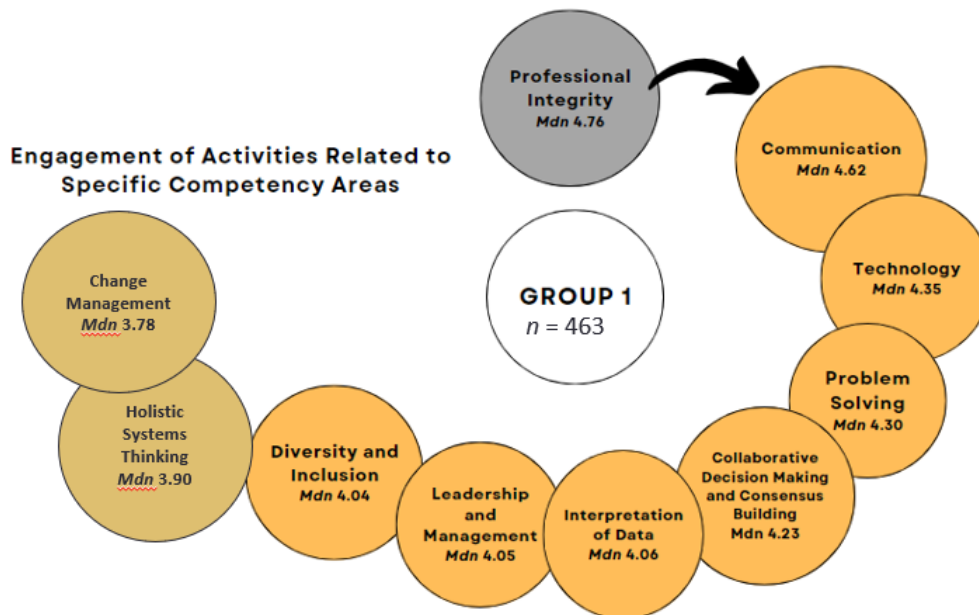 Engagement of Activities Related to
Specific Competency Areas
Professional
Integrity
Mdn 4.76
Communication
Mdn 4.62
Technology
Mdn 4.35
Problem
Solving
Mdn 4.30
Collaborative
Decision Making
and Consensus
Building
Mdn 4.23
Interpretation
of Data
Mdn 4.06
Leadership
and
Management
Mdn 4.05
Diversity and
Inclusion
Mdn 4.04
Holistic
Systems
Thinking
Mdn 3.90
Change
Management
Mdn 3.78
GROUP 1
n = 463